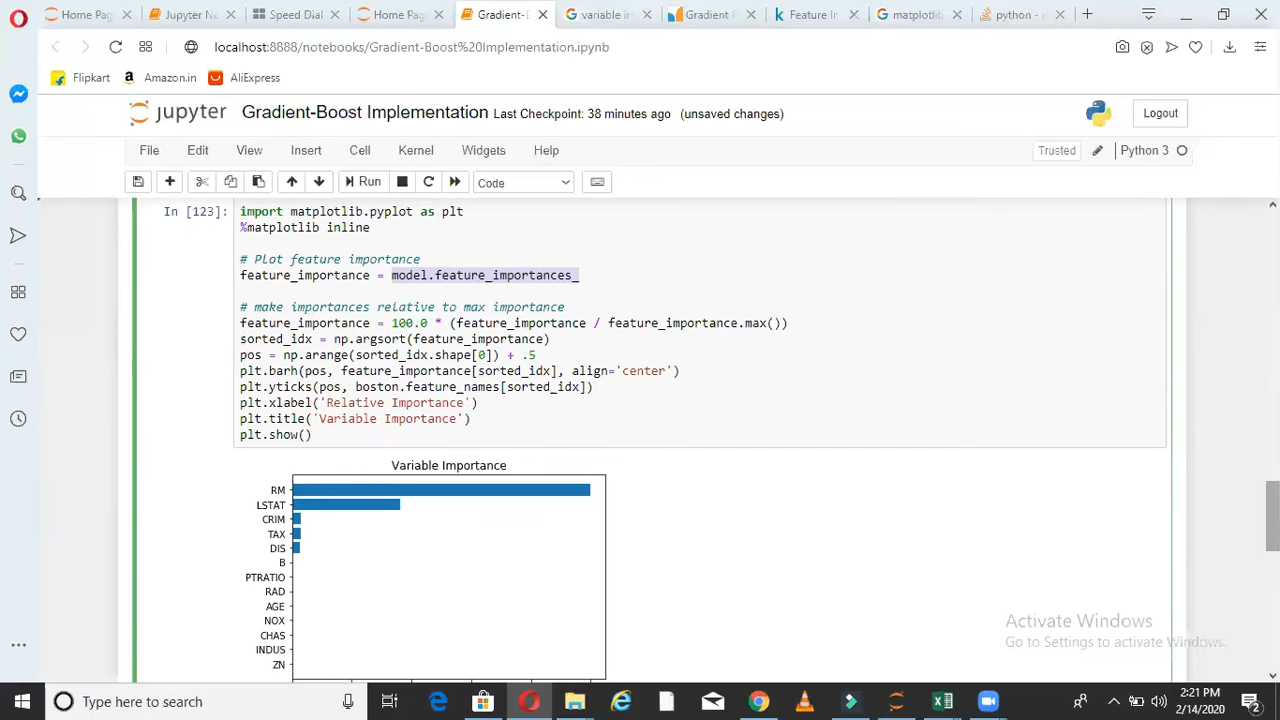 Home Page
Jupyter No
Speed Dial
Home Page
Gradient-B
variable im
Gradient B
Feature Im
matplotlib
python -
localhost:8888/notebooks/Gradient-Boost%20Implementation.ipynb
Flipkart
Amazon.in
AliExpress
jupyter
Gradient-Boost Implementation Last Checkpoint: 38 minutes ago (unsaved changes)
Logout
File Edit View Insert Cell Kernel Widgets Help
Trusted
Python 3
Run
Code
In [123]:
import matplotlib.pyplot as plt
%matplotlib inline
# Plot feature importance
feature_importance = model.feature_importances_
# make importances relative to max importance
feature_importance = 100.0 * (feature_importance / feature_importance.max())
sorted_idx = np.argsort(feature_importance)
pos = np.arange(sorted_idx.shape[0]) + .5
plt.barh(pos, feature_importance[sorted_idx], align='center')
plt.yticks(pos, boston.feature_names[sorted_idx])
plt.xlabel('Relative Importance')
plt.title('Variable Importance')
plt.show()
Variable Importance
RM
LSTAT
CRIM
TAX
DIS
B
PTRATIO
RAD
AGE
NOX
CHAS
INDUS
ZN
Activate Windows
Go to Settings to activate Windows.
Type here to search
2:21 PM
2/14/2020
2